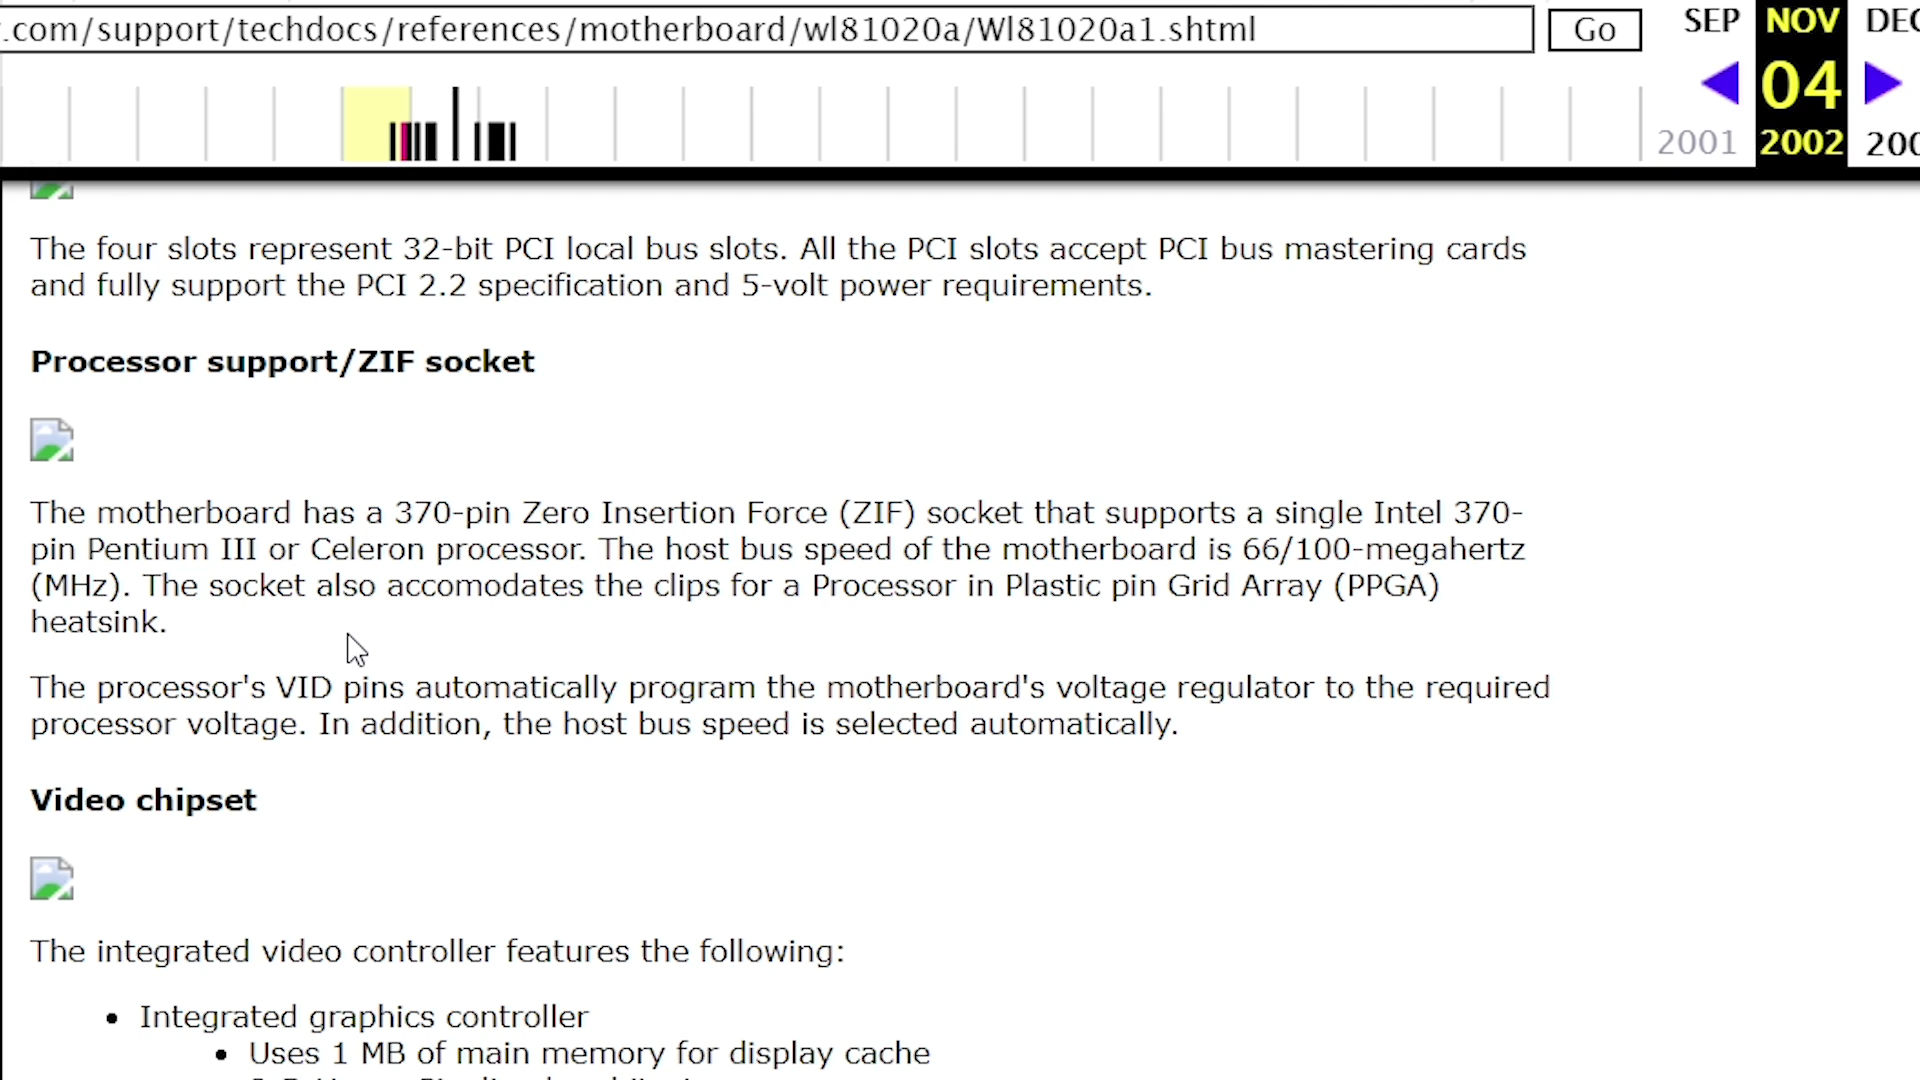 .com/support/techdocs/references/motherboard/wl81020a/Wl81020a1.shtml
Go
SEP NOV DEC
04
2001 2002 200
The four slots represent 32-bit PCI local bus slots. All the PCI slots accept PCI bus mastering cards
and fully support the PCI 2.2 specification and 5-volt power requirements.
Processor support/ZIF socket
The motherboard has a 370-pin Zero Insertion Force (ZIF) socket that supports a single Intel 370-
pin Pentium III or Celeron processor. The host bus speed of the motherboard is 66/100-megahertz
(MHz). The socket also accomodates the clips for a Processor in Plastic pin Grid Array (PPGA)
heatsink.
The processor's VID pins automatically program the motherboard's voltage regulator to the required
processor voltage. In addition, the host bus speed is selected automatically.
Video chipset
The integrated video controller features the following:
• Integrated graphics controller
• Uses 1 MB of main memory for display cache